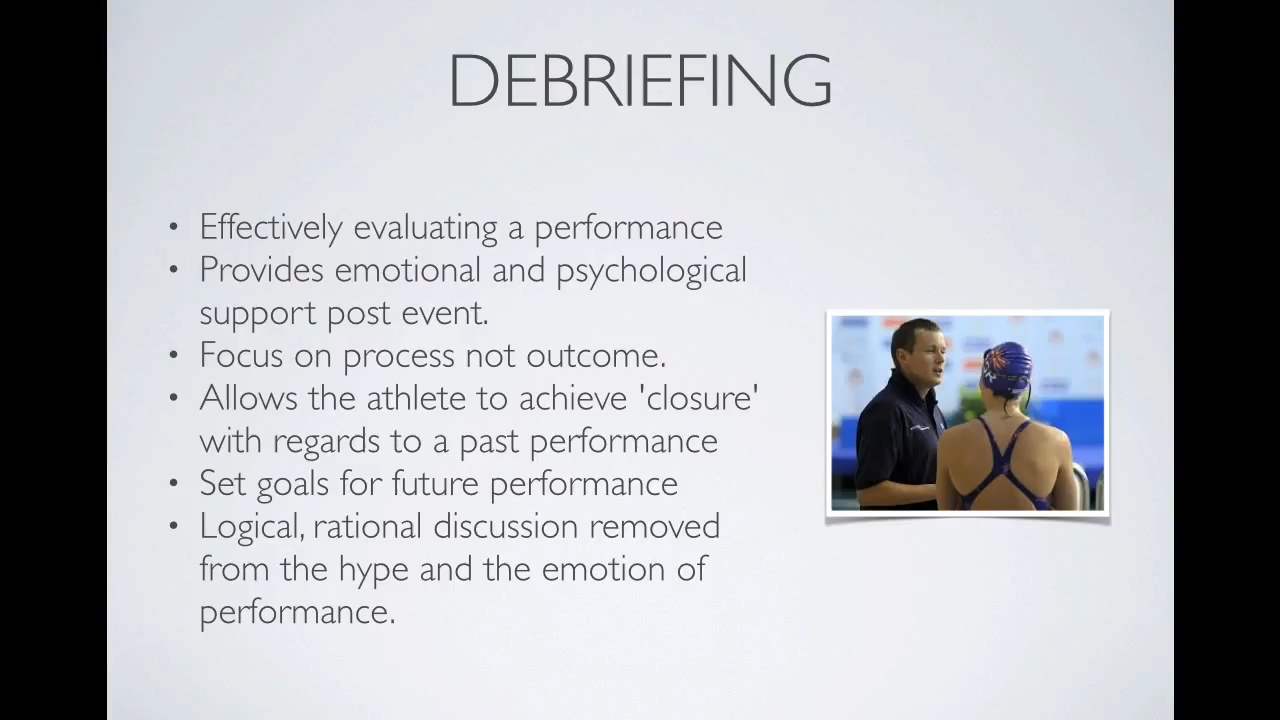 DEBRIEFING
• Effectively evaluating a performance
• Provides emotional and psychological
support post event.
• Focus on process not outcome.
• Allows the athlete to achieve 'closure'
with regards to a past performance
• Set goals for future performance
• Logical, rational discussion removed
from the hype and the emotion of
performance.